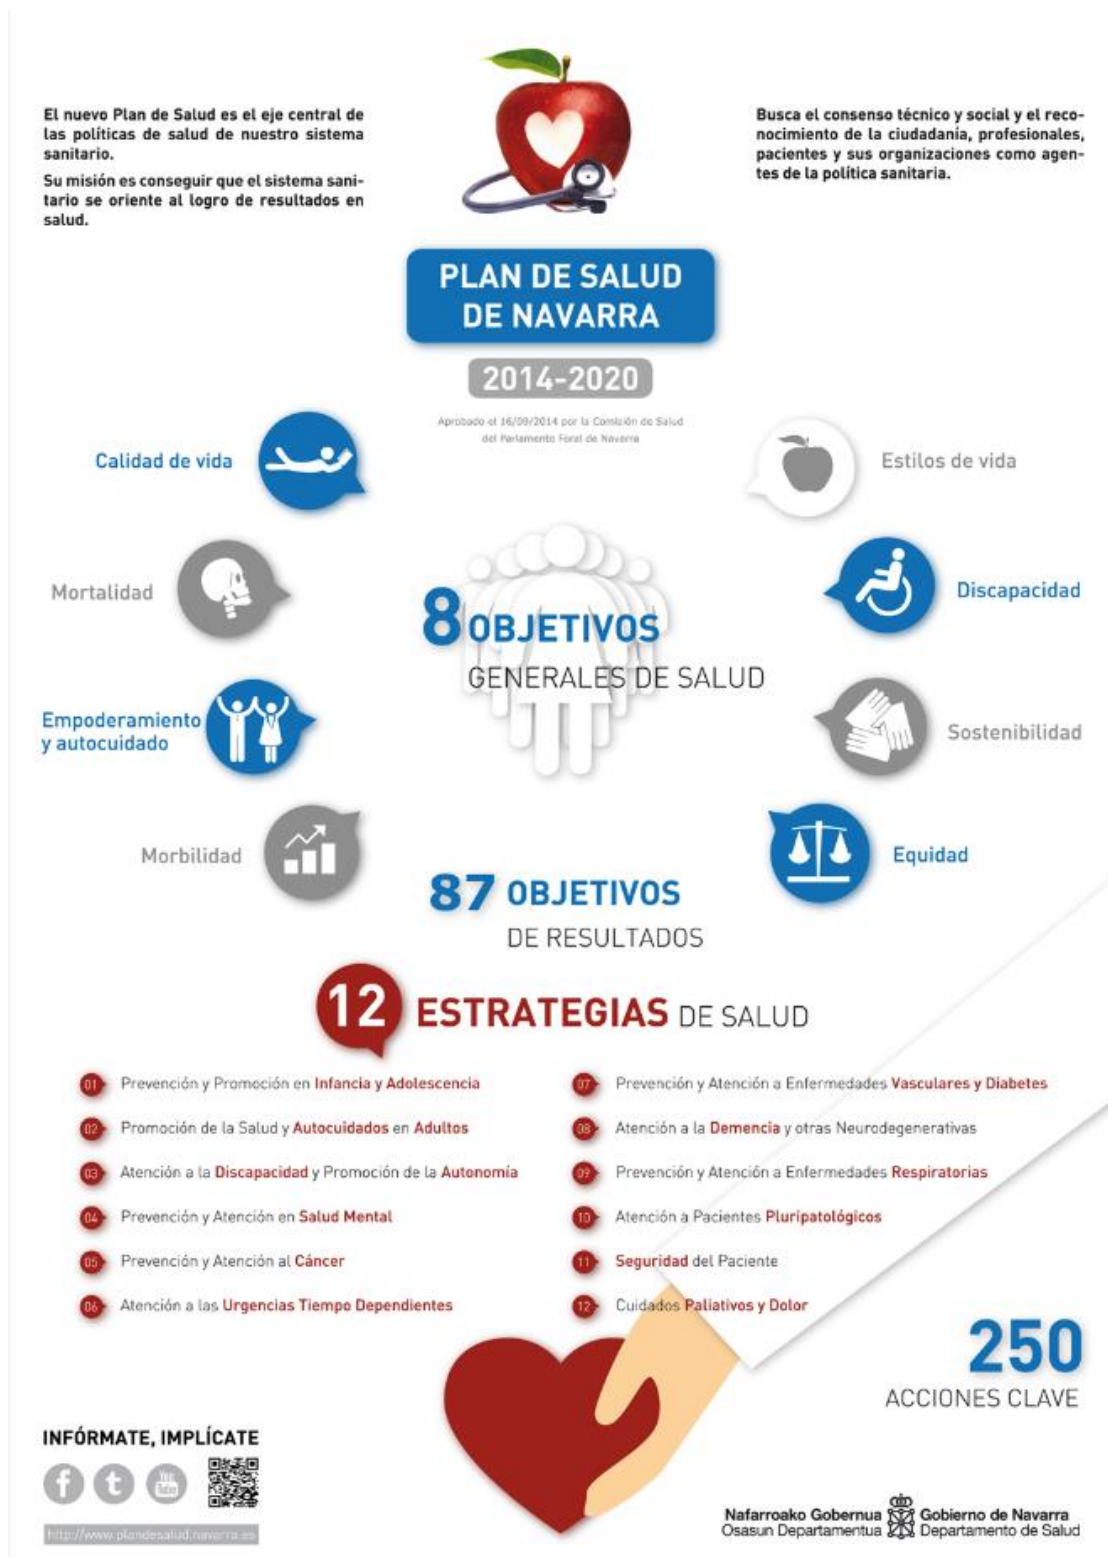 El nuevo Plan de Salud es el eje central de
las políticas de salud de nuestro sistema
sanitario.
Su misión es conseguir que el sistema sani-
tario se oriente al logro de resultados en
salud.
Busca el consenso técnico y social y el reco-
nocimiento de la ciudadanía, profesionales,
pacientes y sus organizaciones como agen-
tes de la política sanitaria.
PLAN DE SALUD
DE NAVARRA
2014-2020
Aprobado el 16/09/2014 por la Comisión de Salud
del Parlamento Foral de Navarra
Calidad de vida
Estilos de vida
Mortalidad
Discapacidad
8 OBJETIVOS
GENERALES DE SALUD
Empoderamiento
y autocuidado
Sostenibilidad
Morbilidad
Equidad
87 OBJETIVOS
DE RESULTADOS
12 ESTRATEGIAS DE SALUD
01 Prevención y Promoción en Infancia y Adolescencia
02 Promoción de la Salud y Autocuidados en Adultos
03 Atención a la Discapacidad y Promoción de la Autonomía
04 Prevención y Atención en Salud Mental
05 Prevención y Atención al Cáncer
06 Atención a las Urgencias Tiempo Dependientes
07 Prevención y Atención a Enfermedades Vasculares y Diabetes
08 Atención a la Demencia y otras Neurodegenerativas
09 Prevención y Atención a Enfermedades Respiratorias
10 Atención a Pacientes Pluripatológicos
11 Seguridad del Paciente
12 Cuidados Paliativos y Dolor
250
ACCIONES CLAVE
INFÓRMATE, IMPLÍCATE
f t You Tube
http://www.plandesalud.navarra.es
Nafarroako Gobernua Gobierno de Navarra
Osasun Departamentua Departamento de Salud